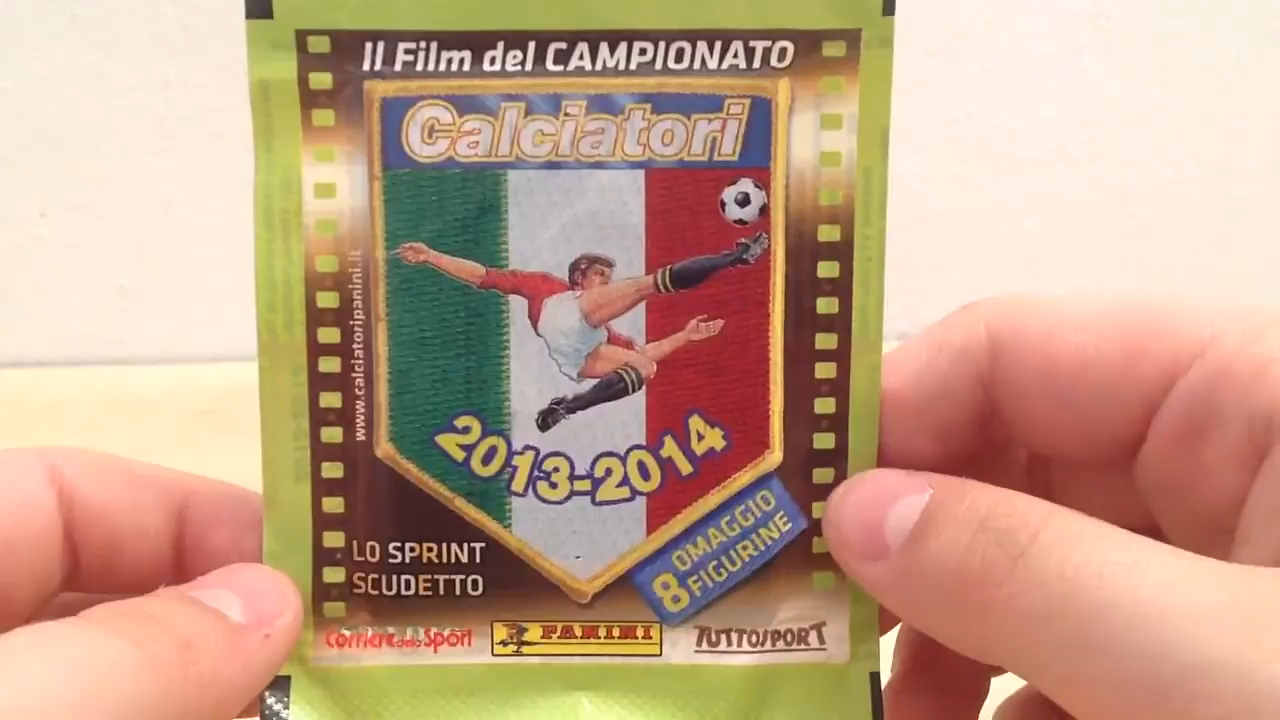 Il Film del CAMPIONATO
Calciatori
www.calciatoripanini.it
2013-2014
LO SPRINT
SCUDETTO
8 OMAGGIO
FIGURINE
Corriere dello Sport
PANINI
TUTTOSPORT